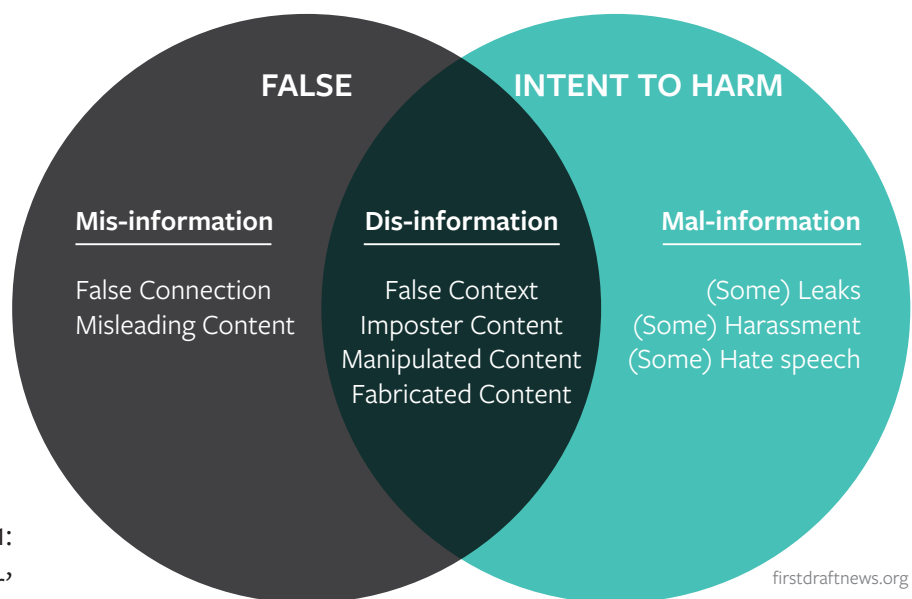 FALSE
INTENT TO HARM
Mis-information
False Connection
Misleading Content
Dis-information
False Context
Imposter Content
Manipulated Content
Fabricated Content
Mal-information
(Some) Leaks
(Some) Harassment
(Some) Hate speech
firstdraftnews.org